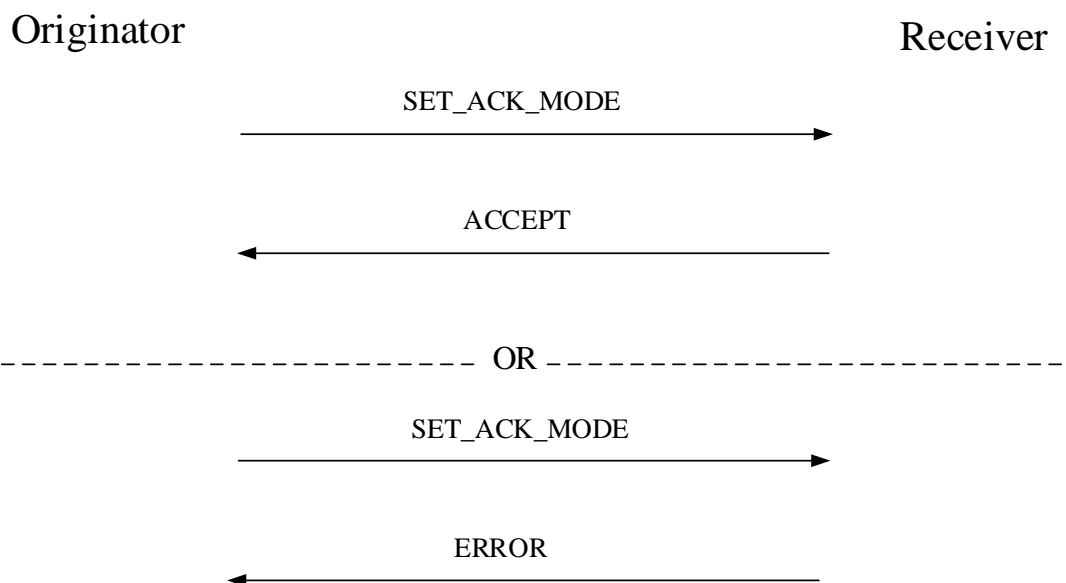 Originator
Receiver
SET_ACK_MODE
ACCEPT
OR
SET_ACK_MODE
ERROR